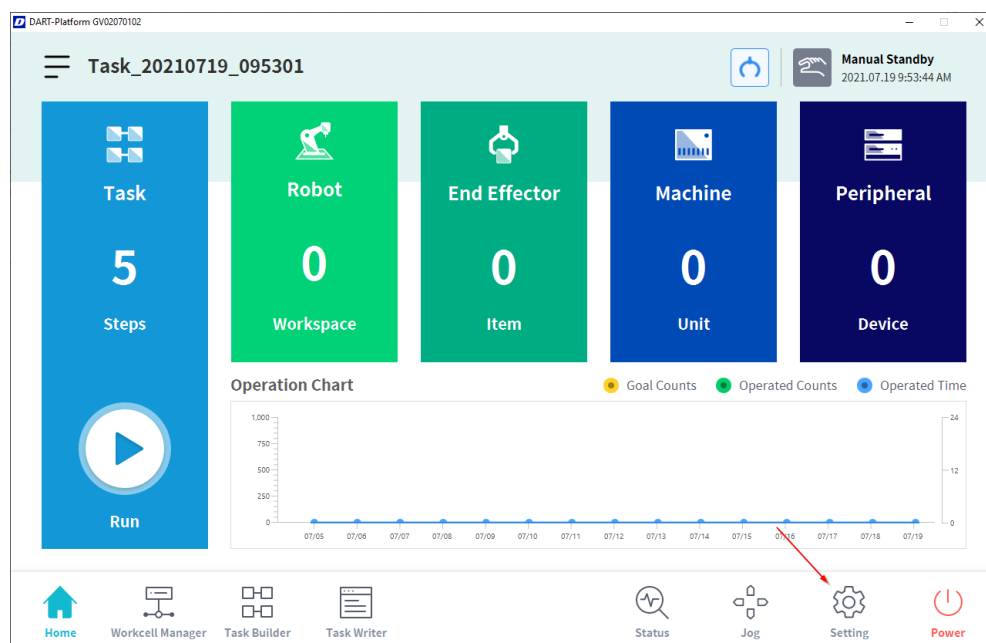 DART-Platform GV02070102
Task_20210719_095301
Manual Standby
2021.07.19 9:53:44 AM
Task
5
Steps
Run
Robot
0
Workspace
End Effector
0
Item
Machine
0
Unit
Peripheral
0
Device
Operation Chart
Goal Counts Operated Counts Operated Time
1,000 24
750
500 12
250
0 0
07/05 07/06 07/07 07/08 07/09 07/10 07/11 07/12 07/13 07/14 07/15 07/16 07/17 07/18 07/19
Home Workcell Manager Task Builder Task Writer Status Jog Setting Power